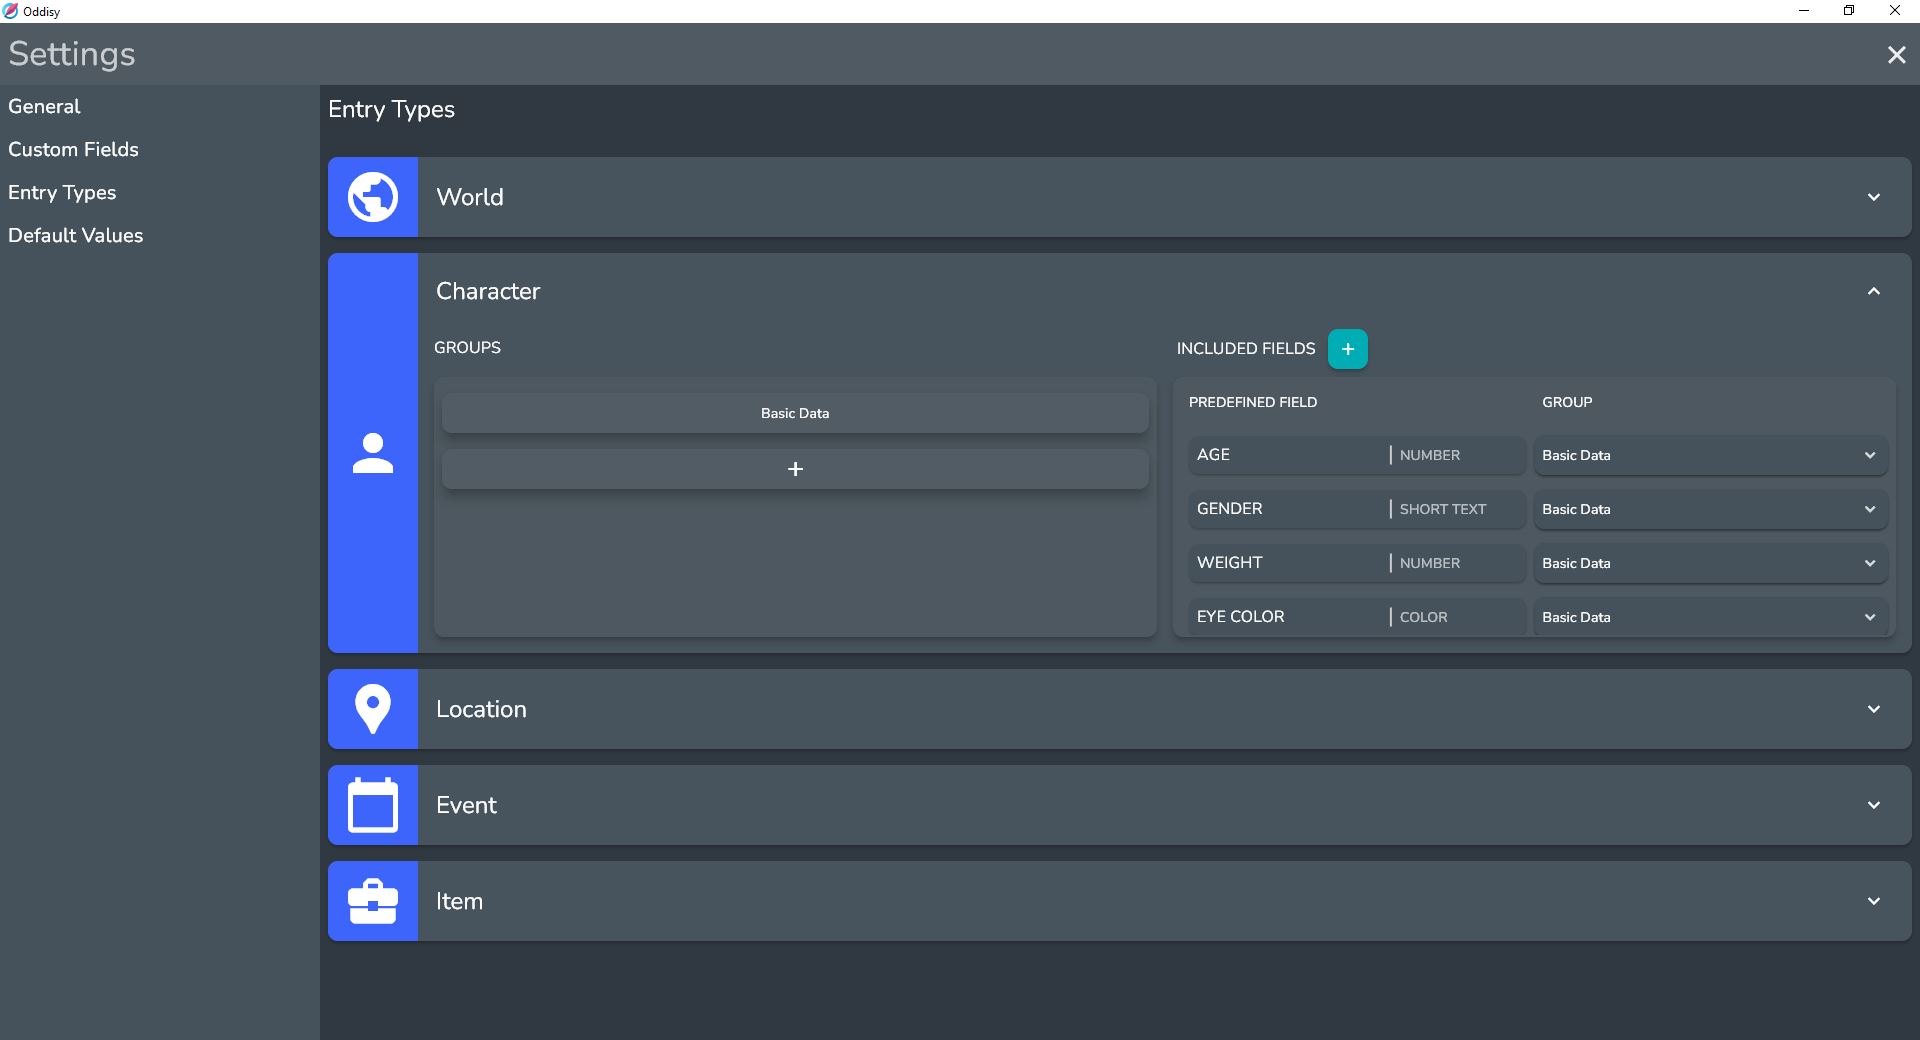 Oddisy
Settings
General
Custom Fields
Entry Types
Default Values
Entry Types
World
Character
GROUPS
Basic Data
+
INCLUDED FIELDS +
PREDEFINED FIELD GROUP
AGE | NUMBER Basic Data
GENDER | SHORT TEXT Basic Data
WEIGHT | NUMBER Basic Data
EYE COLOR | COLOR Basic Data
Location
Event
Item